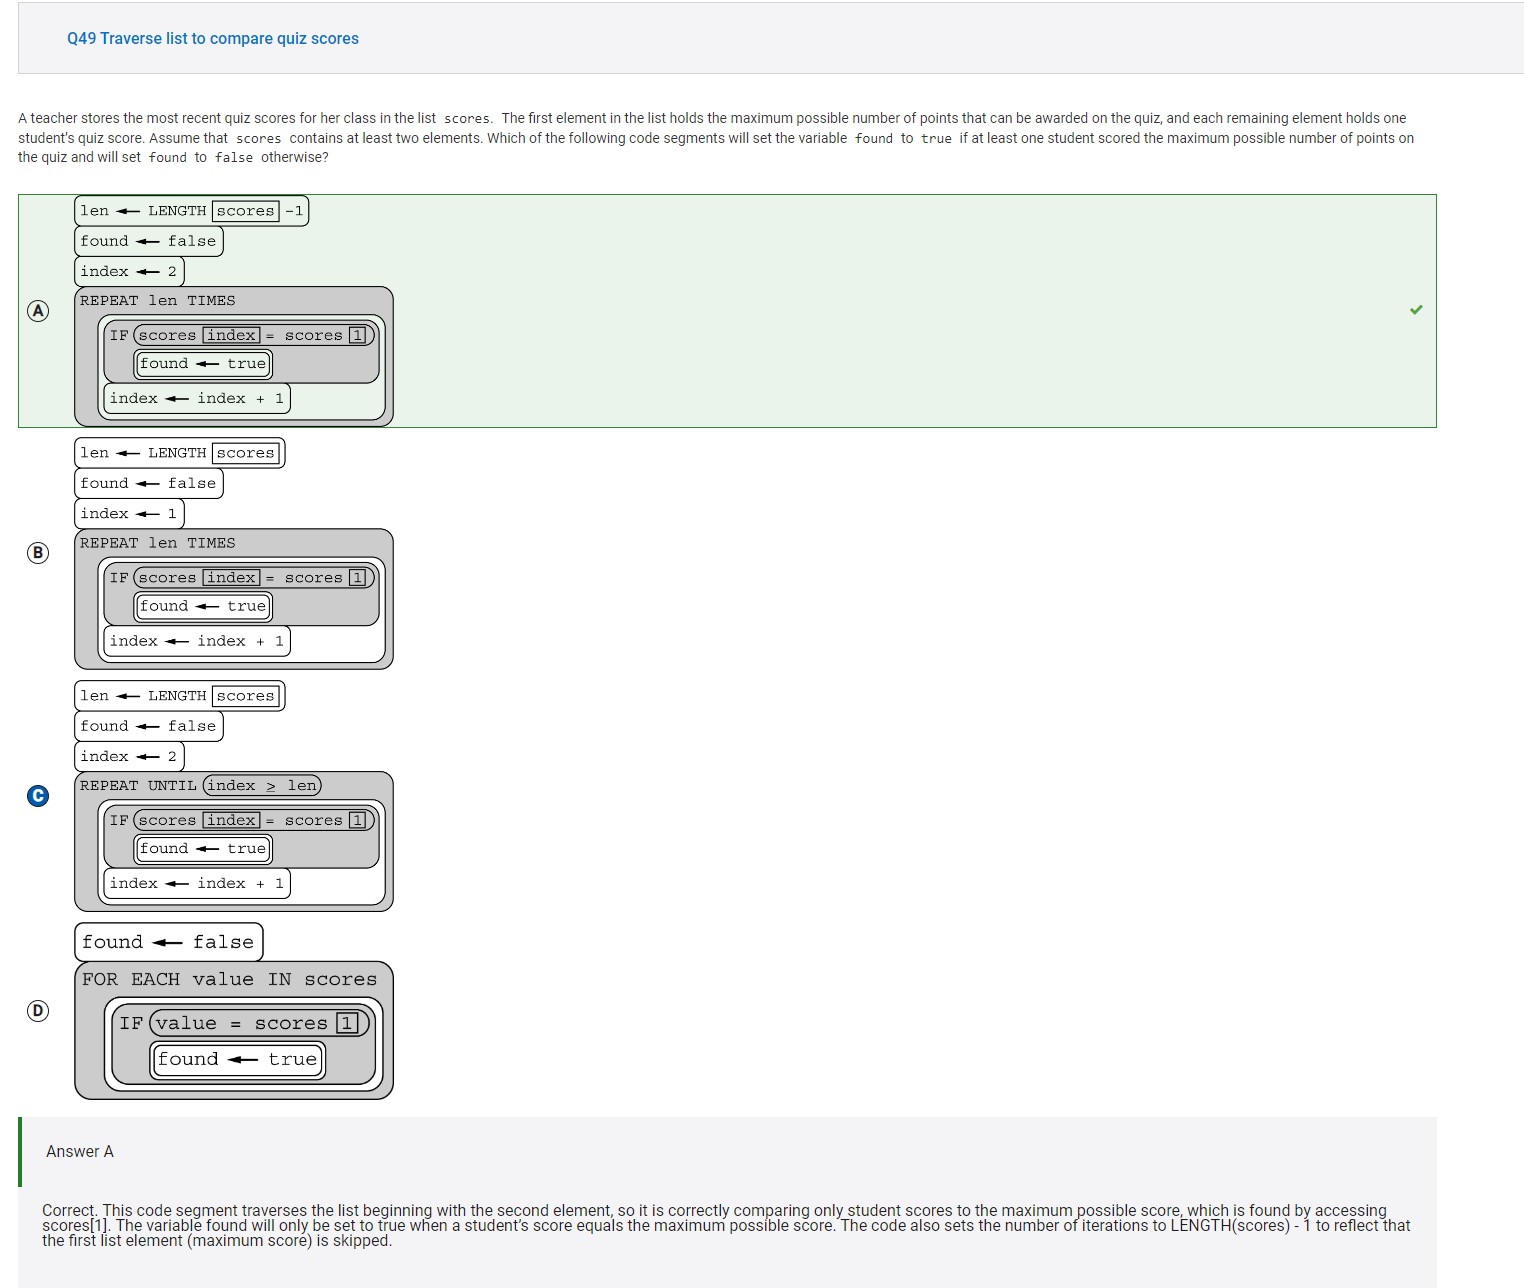 Q49 Traverse list to compare quiz scores
A teacher stores the most recent quiz scores for her class in the list scores. The first element in the list holds the maximum possible number of points that can be awarded on the quiz, and each remaining element holds one
student's quiz score. Assume that scores contains at least two elements. Which of the following code segments will set the variable found to true if at least one student scored the maximum possible number of points on
the quiz and will set found to false otherwise?
A
len ← LENGTH scores -1
found ← false
index ← 2
REPEAT len TIMES
IF scores index = scores 1
found ← true
index ← index + 1
B
len ← LENGTH scores
found ← false
index ← 1
REPEAT len TIMES
IF scores index = scores 1
found ← true
index ← index + 1
C
len ← LENGTH scores
found ← false
index ← 2
REPEAT UNTIL index ≥ len
IF scores index = scores 1
found ← true
index ← index + 1
D
found ← false
FOR EACH value IN scores
IF value = scores 1
found ← true
Answer A
Correct. This code segment traverses the list beginning with the second element, so it is correctly comparing only student scores to the maximum possible score, which is found by accessing
scores[1]. The variable found will only be set to true when a student's score equals the maximum possible score. The code also sets the number of iterations to LENGTH(scores) - 1 to reflect that
the first list element (maximum score) is skipped.